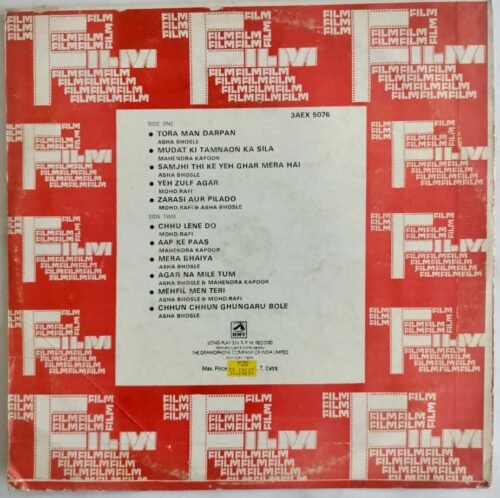 FILM
3AEX 5076
SIDE ONE
• TORA MAN DARPAN
ASHA BHOSLE
• MUDAT KI TAMNAON KA SILA
MAHENDRA KAPOOR
• SAMJHI THI KE YEH GHAR MERA HAI
ASHA BHOSLE
• YEH ZULF AGAR
MOHD. RAFI
• ZARASI AUR PILADO
MOHD RAFI & ASHA BHOSLE
SIDE TWO
• CHHU LENE DO
MOHD. RAFI
• AAP KE PAAS
MAHENDRA KAPOOR
• MERA BHAIYA
ASHA BHOSLE
• AGAR NA MILE TUM
ASHA BHOSLE & MAHENDRA KAPOOR
• MEHFIL MEN TERI
ASHA BHOSLE & MOHD. RAFI
• CHHUN CHHUN GHUNGARU BOLE
ASHA BHOSLE
HMV
LONG PLAY 33⅓ R.P.M. RECORD
THE GRAMOPHONE COMPANY OF INDIA LIMITED
Max. Price
T. Extra